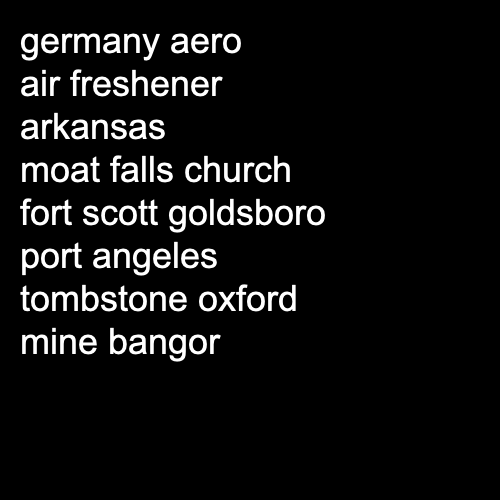 germany aero
air freshener
arkansas
moat falls church
fort scott goldsboro
port angeles
tombstone oxford
mine bangor